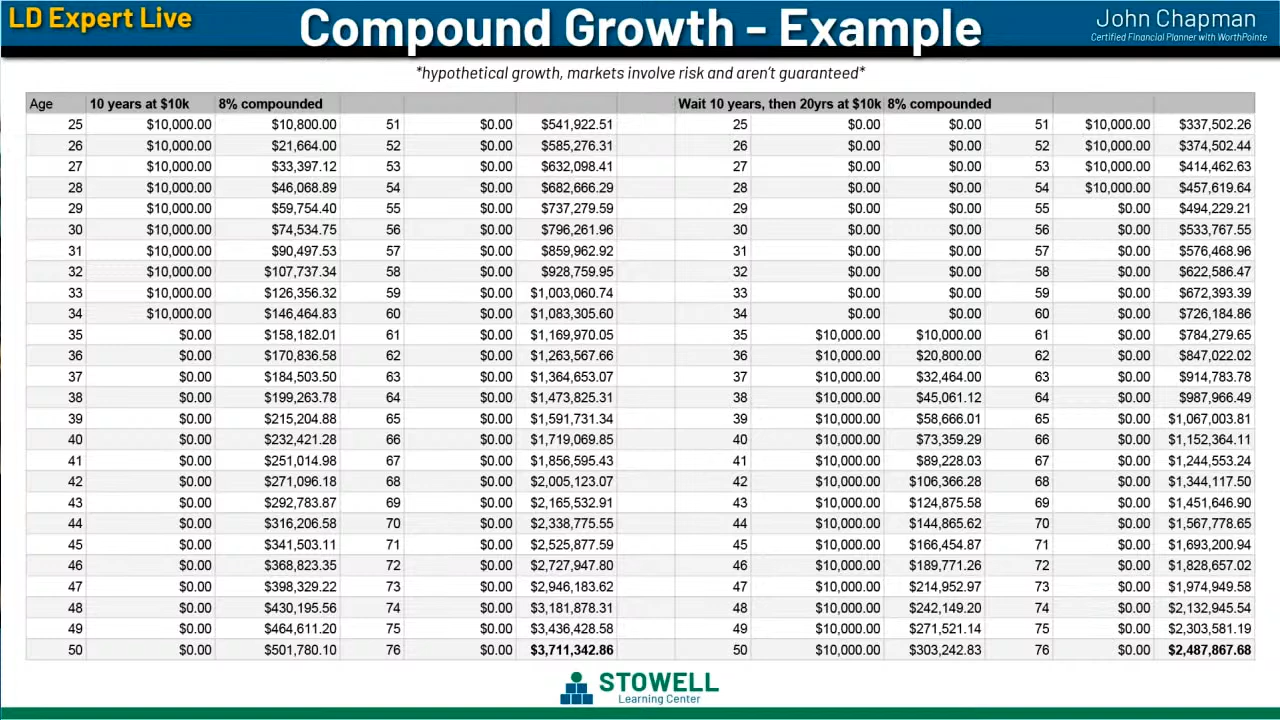 LD Expert Live
Compound Growth - Example
John Chapman
Certified Financial Planner with WorthPointe
*hypothetical growth, markets involve risk and aren't guaranteed*
Age 10 years at $10k 8% compounded Wait 10 years, then 20yrs at $10k 8% compounded
25 $10,000.00 $10,800.00 51 $0.00 $541,922.51 25 $0.00 $0.00 51 $10,000.00 $337,502.26
26 $10,000.00 $21,664.00 52 $0.00 $585,276.31 26 $0.00 $0.00 52 $10,000.00 $374,502.44
27 $10,000.00 $33,397.12 53 $0.00 $632,098.41 27 $0.00 $0.00 53 $10,000.00 $414,462.63
28 $10,000.00 $46,068.89 54 $0.00 $682,666.29 28 $0.00 $0.00 54 $10,000.00 $457,619.64
29 $10,000.00 $59,754.40 55 $0.00 $737,279.59 29 $0.00 $0.00 55 $0.00 $494,229.21
30 $10,000.00 $74,534.75 56 $0.00 $796,261.96 30 $0.00 $0.00 56 $0.00 $533,767.55
31 $10,000.00 $90,497.53 57 $0.00 $859,962.92 31 $0.00 $0.00 57 $0.00 $576,468.96
32 $10,000.00 $107,737.34 58 $0.00 $928,759.95 32 $0.00 $0.00 58 $0.00 $622,586.47
33 $10,000.00 $126,356.32 59 $0.00 $1,003,060.74 33 $0.00 $0.00 59 $0.00 $672,393.39
34 $10,000.00 $146,464.83 60 $0.00 $1,083,305.60 34 $0.00 $0.00 60 $0.00 $726,184.86
35 $0.00 $158,182.01 61 $0.00 $1,169,970.05 35 $10,000.00 $10,000.00 61 $0.00 $784,279.65
36 $0.00 $170,836.58 62 $0.00 $1,263,567.66 36 $10,000.00 $20,800.00 62 $0.00 $847,022.02
37 $0.00 $184,503.50 63 $0.00 $1,364,653.07 37 $10,000.00 $32,464.00 63 $0.00 $914,783.78
38 $0.00 $199,263.78 64 $0.00 $1,473,825.31 38 $10,000.00 $45,061.12 64 $0.00 $987,966.49
39 $0.00 $215,204.88 65 $0.00 $1,591,731.34 39 $10,000.00 $58,666.01 65 $0.00 $1,067,003.81
40 $0.00 $232,421.28 66 $0.00 $1,719,069.85 40 $10,000.00 $73,359.29 66 $0.00 $1,152,364.11
41 $0.00 $251,014.98 67 $0.00 $1,856,595.43 41 $10,000.00 $89,228.03 67 $0.00 $1,244,553.24
42 $0.00 $271,096.18 68 $0.00 $2,005,123.07 42 $10,000.00 $106,366.28 68 $0.00 $1,344,117.50
43 $0.00 $292,783.87 69 $0.00 $2,165,532.91 43 $10,000.00 $124,875.58 69 $0.00 $1,451,646.90
44 $0.00 $316,206.58 70 $0.00 $2,338,775.55 44 $10,000.00 $144,865.62 70 $0.00 $1,567,778.65
45 $0.00 $341,503.11 71 $0.00 $2,525,877.59 45 $10,000.00 $166,454.87 71 $0.00 $1,693,200.94
46 $0.00 $368,823.35 72 $0.00 $2,727,947.80 46 $10,000.00 $189,771.26 72 $0.00 $1,828,657.02
47 $0.00 $398,329.22 73 $0.00 $2,946,183.62 47 $10,000.00 $214,952.97 73 $0.00 $1,974,949.58
48 $0.00 $430,195.56 74 $0.00 $3,181,878.31 48 $10,000.00 $242,149.20 74 $0.00 $2,132,945.54
49 $0.00 $464,611.20 75 $0.00 $3,436,428.58 49 $10,000.00 $271,521.14 75 $0.00 $2,303,581.19
50 $0.00 $501,780.10 76 $0.00 $3,711,342.86 50 $10,000.00 $303,242.83 76 $0.00 $2,487,867.68
STOWELL
Learning Center